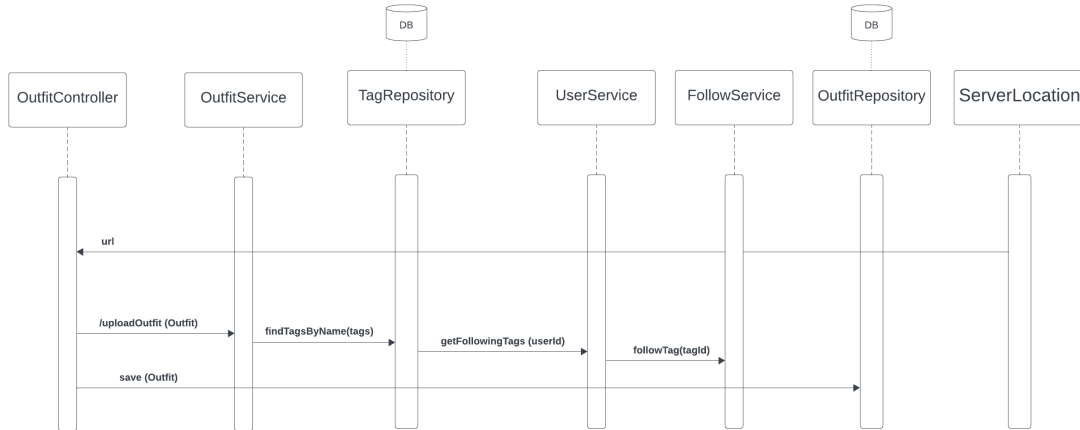 DB
DB
OutfitController
OutfitService
TagRepository
UserService
FollowService
OutfitRepository
ServerLocation
url
/uploadOutfit (Outfit)
findTagsByName(tags)
getFollowingTags (userId)
followTag(tagId)
save (Outfit)